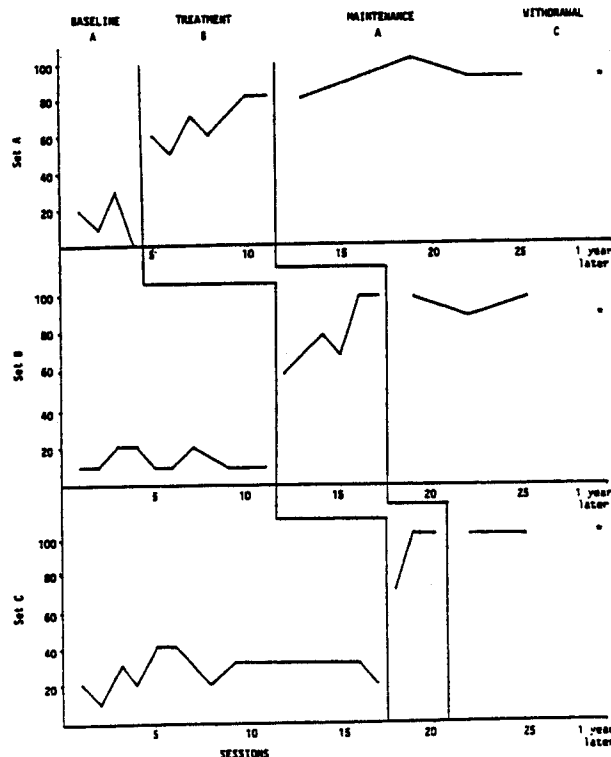 BASELINE TREATMENT MAINTENANCE WITHDRAWAL
A B A C
Set A
100
80
60
40
20
5 10 15 20 25 1 year
later
Set B
100
80
60
40
20
5 10 15 20 25 1 year
later
Set C
100
80
60
40
20
5 10 15 20 25 1 year
later
SESSIONS